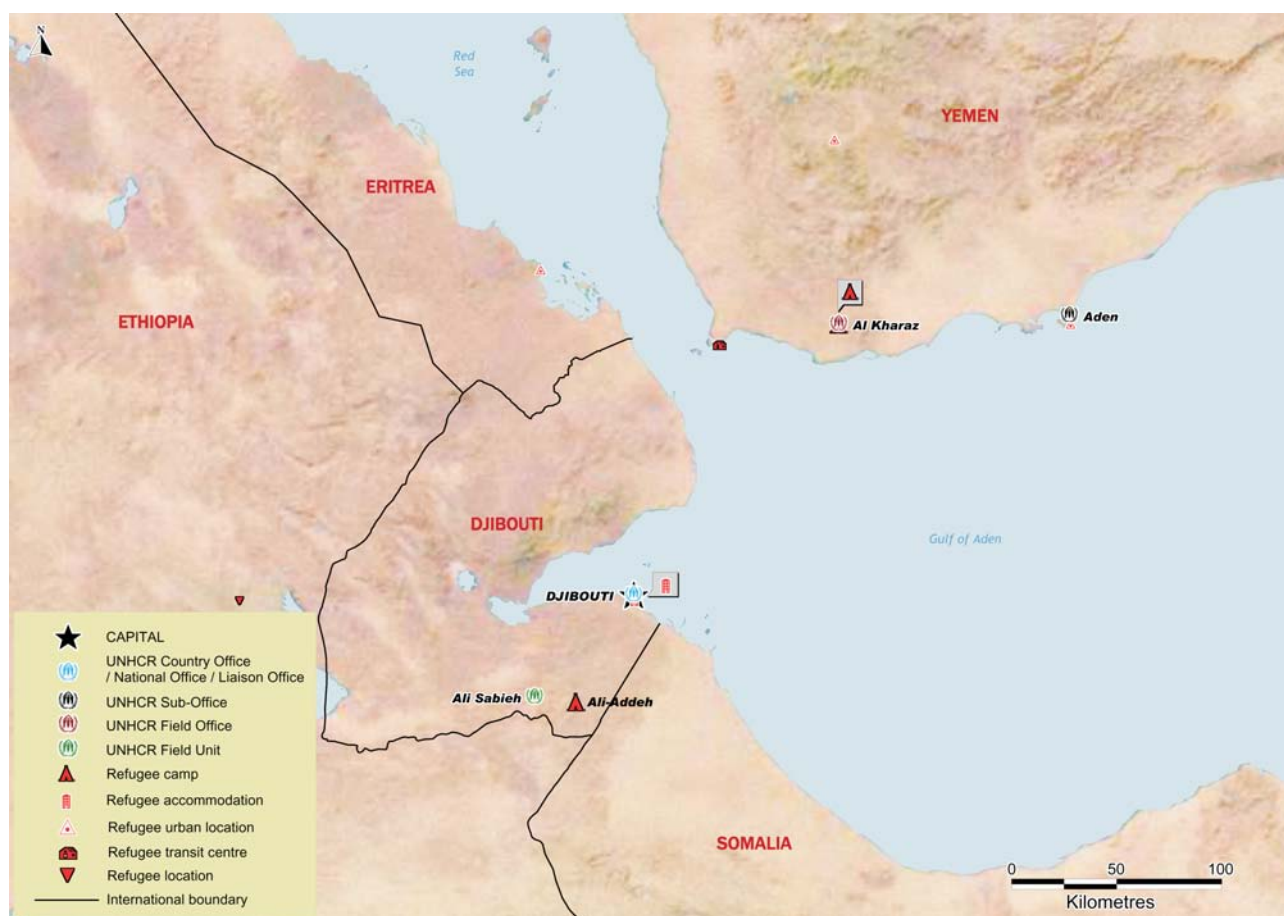 N
Red
Sea
YEMEN
ERITREA
ETHIOPIA
Al Kharaz
Aden
DJIBOUTI
Gulf of Aden
DJIBOUTI
Ali Sabieh
Ali-Addeh
SOMALIA
CAPITAL
UNHCR Country Office
/ National Office / Liaison Office
UNHCR Sub-Office
UNHCR Field Office
UNHCR Field Unit
Refugee camp
Refugee accommodation
Refugee urban location
Refugee transit centre
Refugee location
International boundary
0 50 100
Kilometres